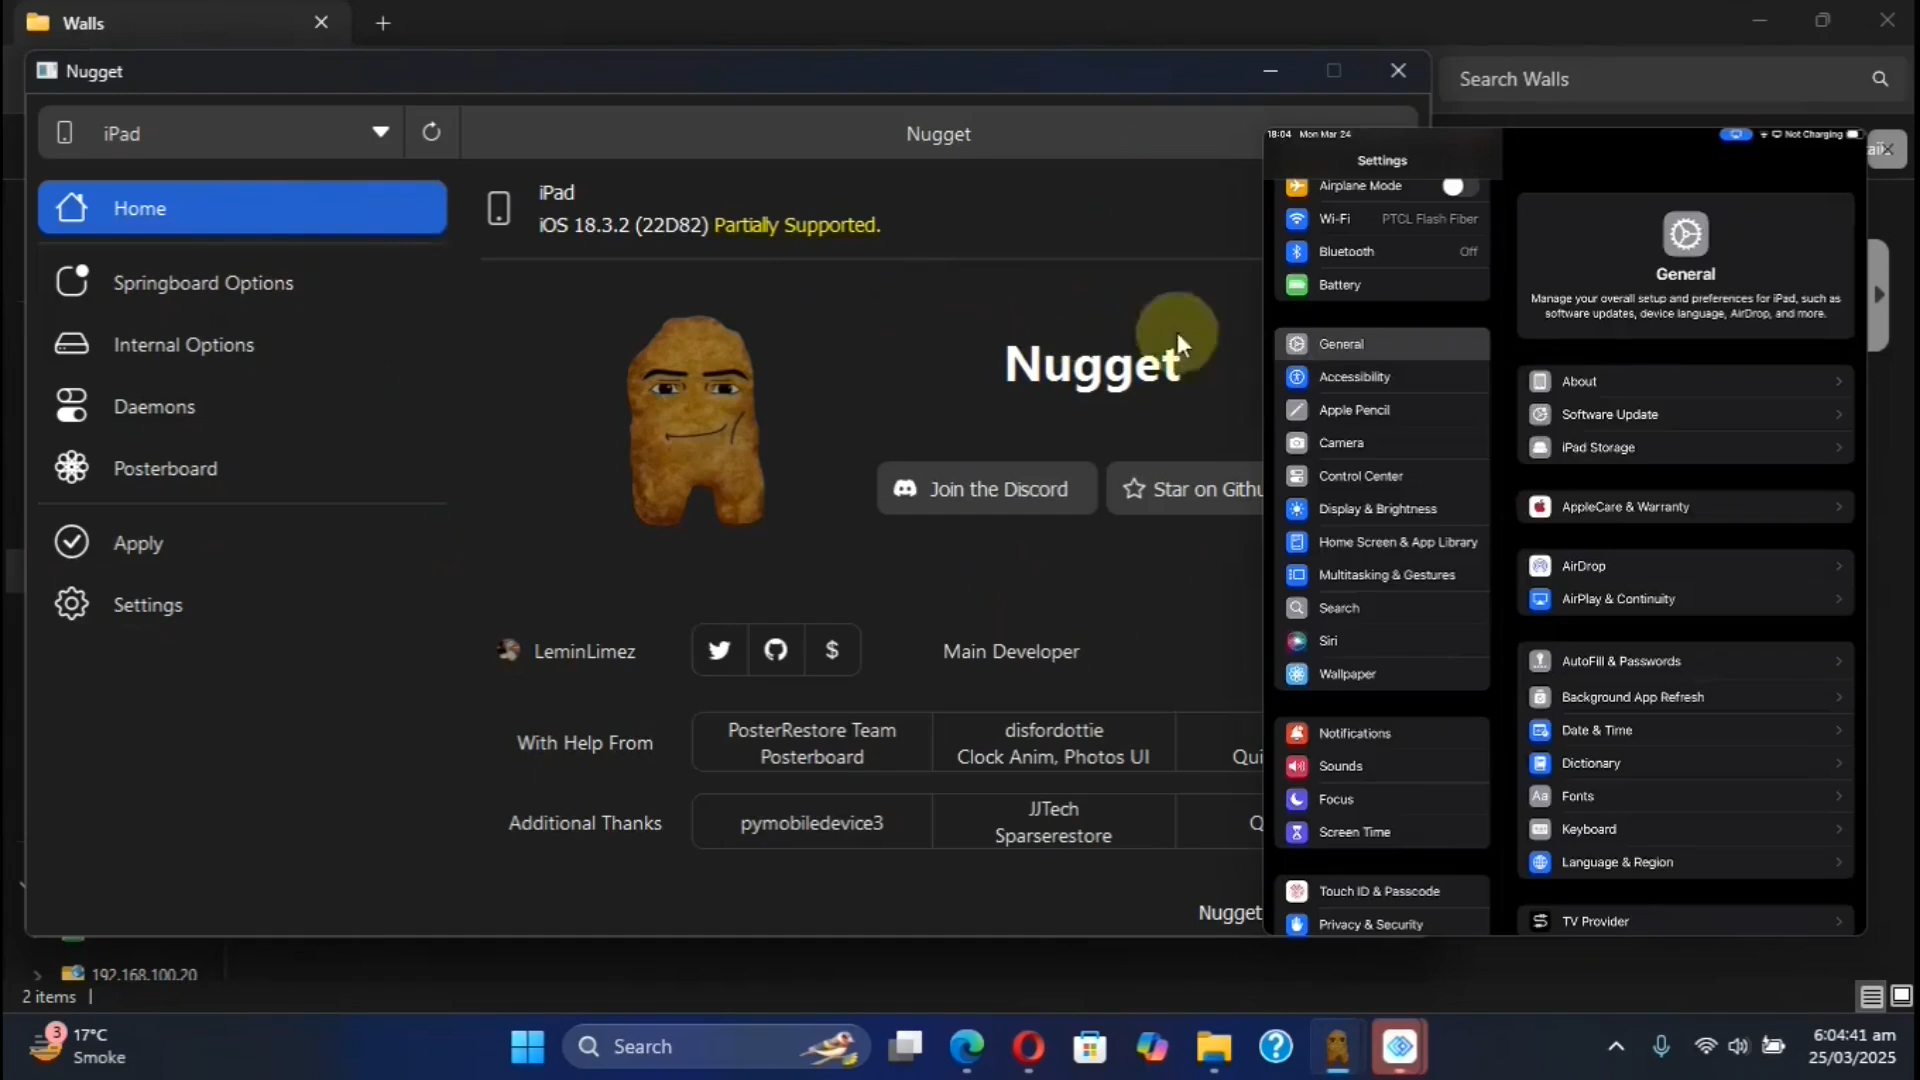 Walls
Nugget
Search Walls
iPad
Nugget
Home
iPad
iOS 18.3.2 (22D82) Partially Supported.
Springboard Options
Internal Options
Daemons
Posterboard
Apply
Settings
Nugget
Join the Discord
Star on Githu
LeminLimez
$
Main Developer
With Help From
PosterRestore Team
Posterboard
disfordottie
Clock Anim, Photos UI
Qui
Additional Thanks
pymobiledevice3
JJTech
Sparserestore
Q
Nugget
18:04 Mon Mar 24
Not Charging
Settings
Airplane Mode
Wi-Fi PTCL Flash Fiber
Bluetooth Off
Battery
General
Accessibility
Apple Pencil
Camera
Control Center
Display & Brightness
Home Screen & App Library
Multitasking & Gestures
Search
Siri
Wallpaper
Notifications
Sounds
Focus
Screen Time
Touch ID & Passcode
Privacy & Security
General
Manage your overall setup and preferences for iPad, such as
software updates, device language, AirDrop, and more.
About
Software Update
iPad Storage
AppleCare & Warranty
AirDrop
AirPlay & Continuity
AutoFill & Passwords
Background App Refresh
Date & Time
Dictionary
Aa Fonts
Keyboard
Language & Region
TV Provider
192.168.100.20
2 items
3
17°C
Smoke
Search
6:04:41 am
25/03/2025